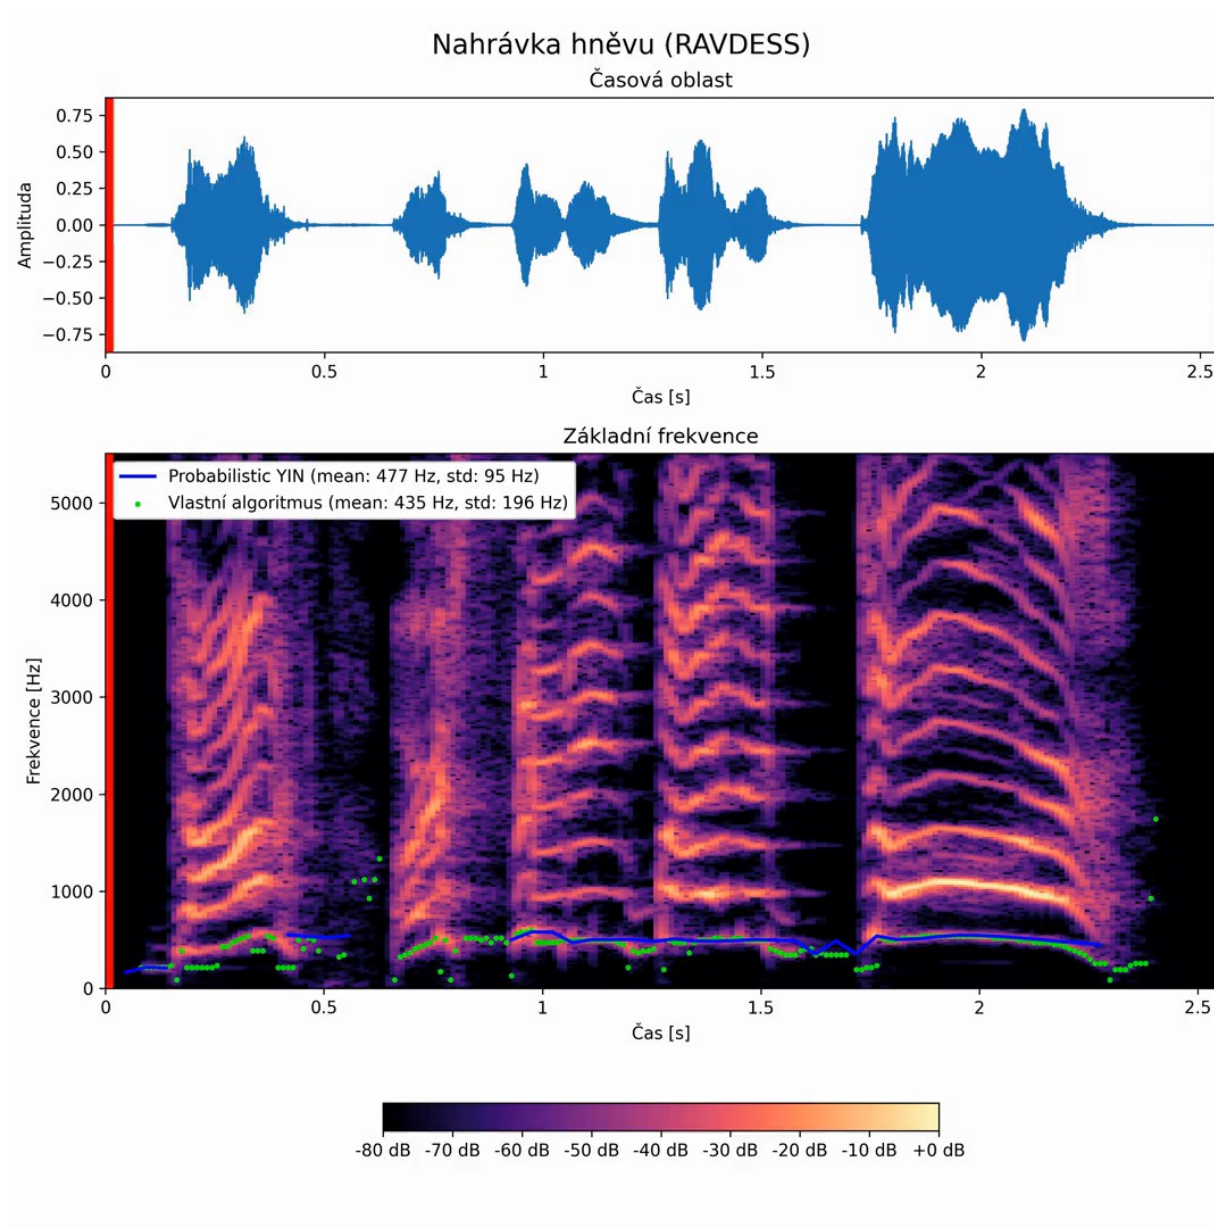 Nahrávka hněvu (RAVDESS)
Časová oblast
0.75
0.50
0.25
0.00
−0.25
−0.50
−0.75
Amplituda
0 0.5 1 1.5 2 2.5
Čas [s]
Základní frekvence
Probabilistic YIN (mean: 477 Hz, std: 95 Hz)
Vlastní algoritmus (mean: 435 Hz, std: 196 Hz)
5000
4000
3000
2000
1000
0
Frekvence [Hz]
0 0.5 1 1.5 2 2.5
Čas [s]
-80 dB -70 dB -60 dB -50 dB -40 dB -30 dB -20 dB -10 dB +0 dB